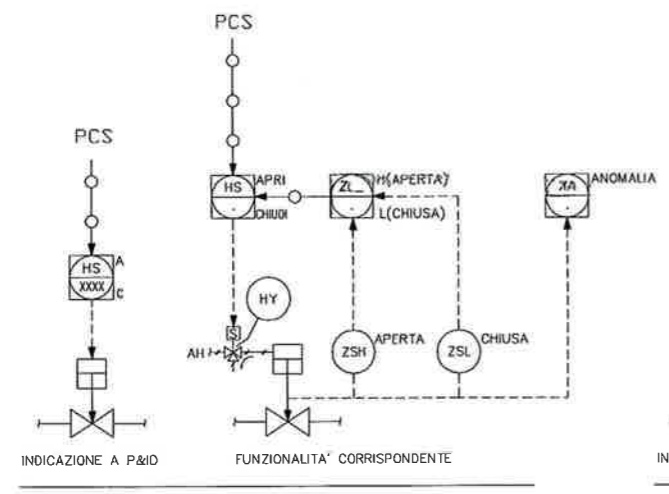 PCS
PCS
HS
XXXX
A
C
HS
APRI
CHIUDI
ZL_
H(APERTA)
L(CHIUSA)
XA
ANOMALIA
HY
S
AH
ZSH
APERTA
ZSL
CHIUSA
INDICAZIONE A P&ID
FUNZIONALITA' CORRISPONDENTE
IN